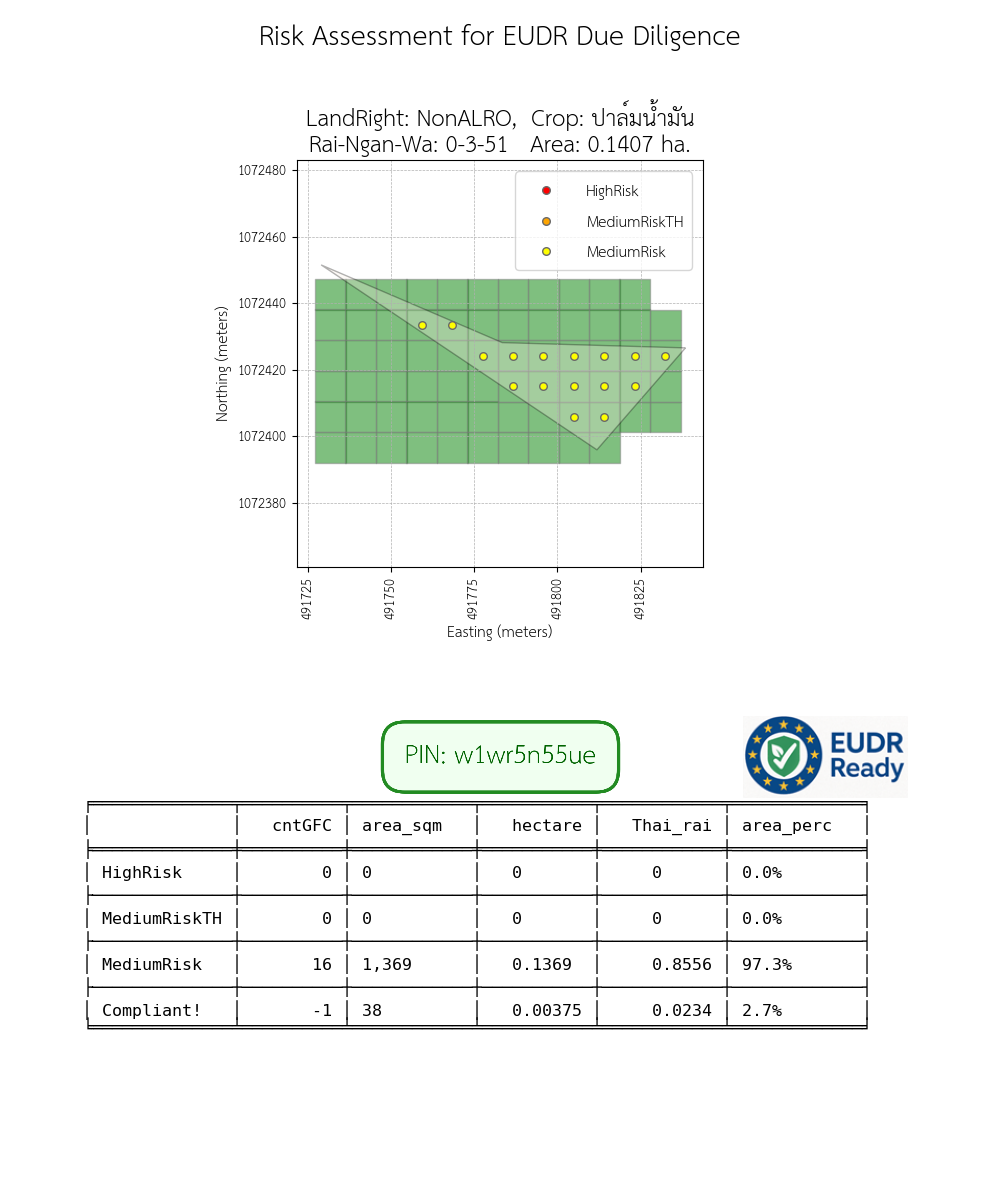 Risk Assessment for EUDR Due Diligence
LandRight: NonALRO, Crop: ปาล์มน้ำมัน
Rai-Ngan-Wa: 0-3-51 Area: 0.1407 ha.
HighRisk
MediumRiskTH
MediumRisk
1072480
1072460
1072440
1072420
1072400
1072380
Northing (meters)
491725 491750 491775 491800 491825
Easting (meters)
PIN: w1wr5n55ue
EUDR
Ready
cntGFC area_sqm hectare Thai_rai area_perc
HighRisk 0 0 0 0 0.0%
MediumRiskTH 0 0 0 0 0.0%
MediumRisk 16 1,369 0.1369 0.8556 97.3%
Compliant! -1 38 0.00375 0.0234 2.7%